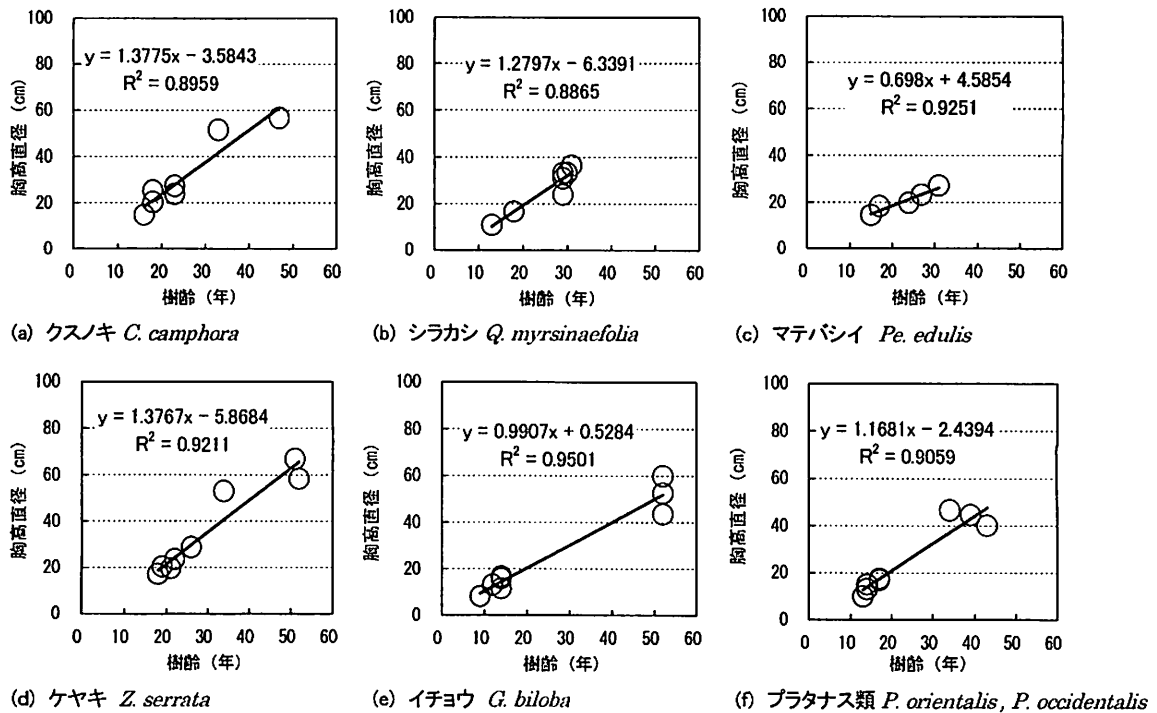 100
80
60
40
20
0
胸高直径 (cm)
y = 1.3775x − 3.5843
R² = 0.8959
0 10 20 30 40 50 60
樹齢 (年)
(a) クスノキ C. camphora
100
80
60
40
20
0
胸高直径 (cm)
y = 1.2797x − 6.3391
R² = 0.8865
0 10 20 30 40 50 60
樹齢 (年)
(b) シラカシ Q. myrsinaefolia
100
80
60
40
20
0
胸高直径 (cm)
y = 0.698x + 4.5854
R² = 0.9251
0 10 20 30 40 50 60
樹齢 (年)
(c) マテバシイ Pe. edulis
100
80
60
40
20
0
胸高直径 (cm)
y = 1.3767x − 5.8684
R² = 0.9211
0 10 20 30 40 50 60
樹齢 (年)
(d) ケヤキ Z. serrata
100
80
60
40
20
0
胸高直径 (cm)
y = 0.9907x + 0.5284
R² = 0.9501
0 10 20 30 40 50 60
樹齢 (年)
(e) イチョウ G. biloba
100
80
60
40
20
0
胸高直径 (cm)
y = 1.1681x − 2.4394
R² = 0.9059
0 10 20 30 40 50 60
樹齢 (年)
(f) プラタナス類 P. orientalis, P. occidentalis